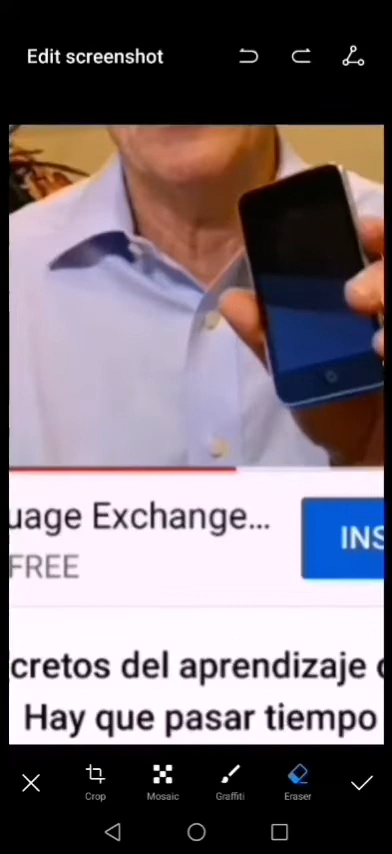 Edit screenshot
uage Exchange...
FREE
INS
cretos del aprendizaje
Hay que pasar tiempo
Crop
Mosaic
Graffiti
Eraser